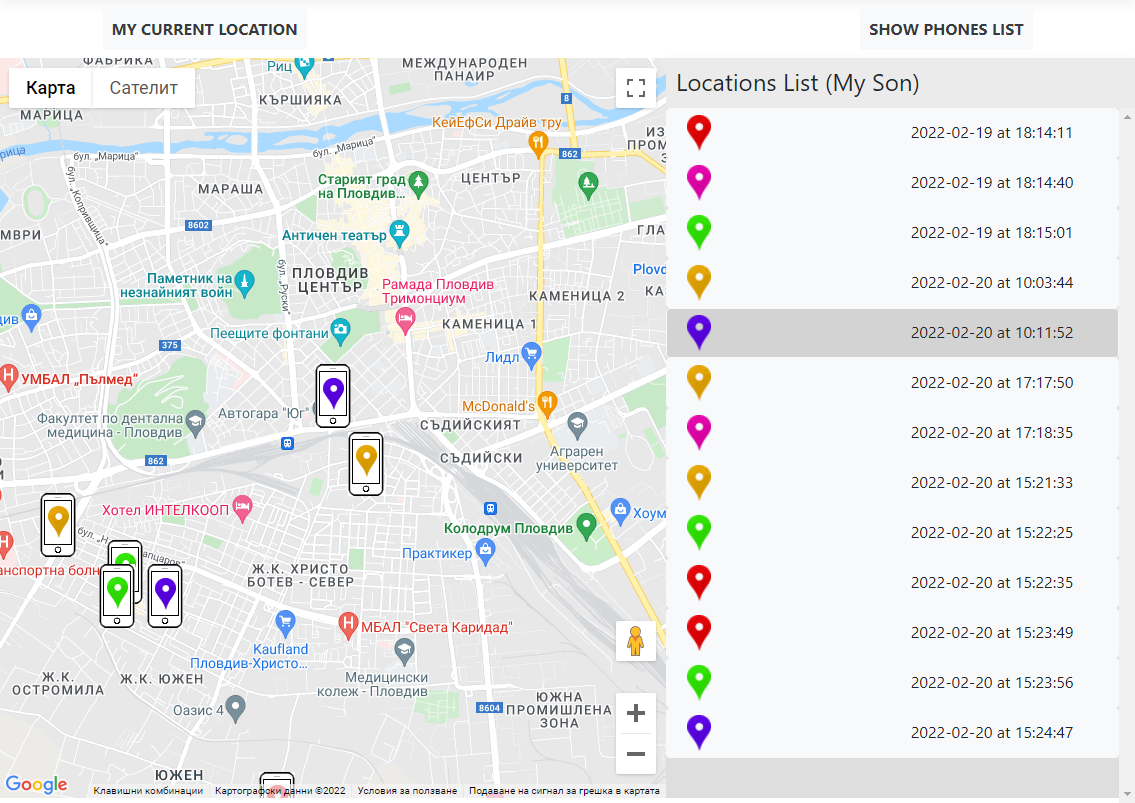 MY CURRENT LOCATION
SHOW PHONES LIST
Карта
Сателит
ФАБРИКА
Риц
МЕЖДУНАРОДЕН
ПАНАИР
КЪРШИЯКА
МАРИЦА
8
КейЕфСи Драйв тру
бул. „Марица“
бул. „Марица“
862
МАРАША
Старият град
на Пловдив...
ЦЕНТЪР
бул. „Копривщица“
8602
Античен театър
ПЛОВДИВ
ЦЕНТЪР
Паметник на
незнайният войн
бул. „Руски“
Рамада Пловдив
Тримонциум
КАМЕНИЦА 2
Plovd
КАМЕНИЦА 1
Пеещите фонтани
375
Лидл
УМБАЛ „Пълмед“
Факултет по дентална
медицина - Пловдив
Автогара "Юг"
McDonald's
СЪДИЙСКИЯТ
862
СЪДИЙСКИ
Аграрен
университет
Хотел ИНТЕЛКООП
Колодрум Пловдив
Хоум
Практикер
Ж.К. ХРИСТО
БОТЕВ - СЕВЕР
МБАЛ "Света Каридад"
Kaufland
Пловдив-Христо...
Медицински
колеж - Пловдив
Ж.К.
ОСТРОМИЛА
Ж.К. ЮЖЕН
Оазис 4
8604
ЮЖНА
ПРОМИШЛЕНА
ЗОНА
ЮЖЕН
Google
Клавишни комбинации
Картографски данни ©2022
Условия за ползване
Подаване на сигнал за грешка в картата
Locations List (My Son)
2022-02-19 at 18:14:11
2022-02-19 at 18:14:40
2022-02-19 at 18:15:01
2022-02-20 at 10:03:44
2022-02-20 at 10:11:52
2022-02-20 at 17:17:50
2022-02-20 at 17:18:35
2022-02-20 at 15:21:33
2022-02-20 at 15:22:25
2022-02-20 at 15:22:35
2022-02-20 at 15:23:49
2022-02-20 at 15:23:56
2022-02-20 at 15:24:47